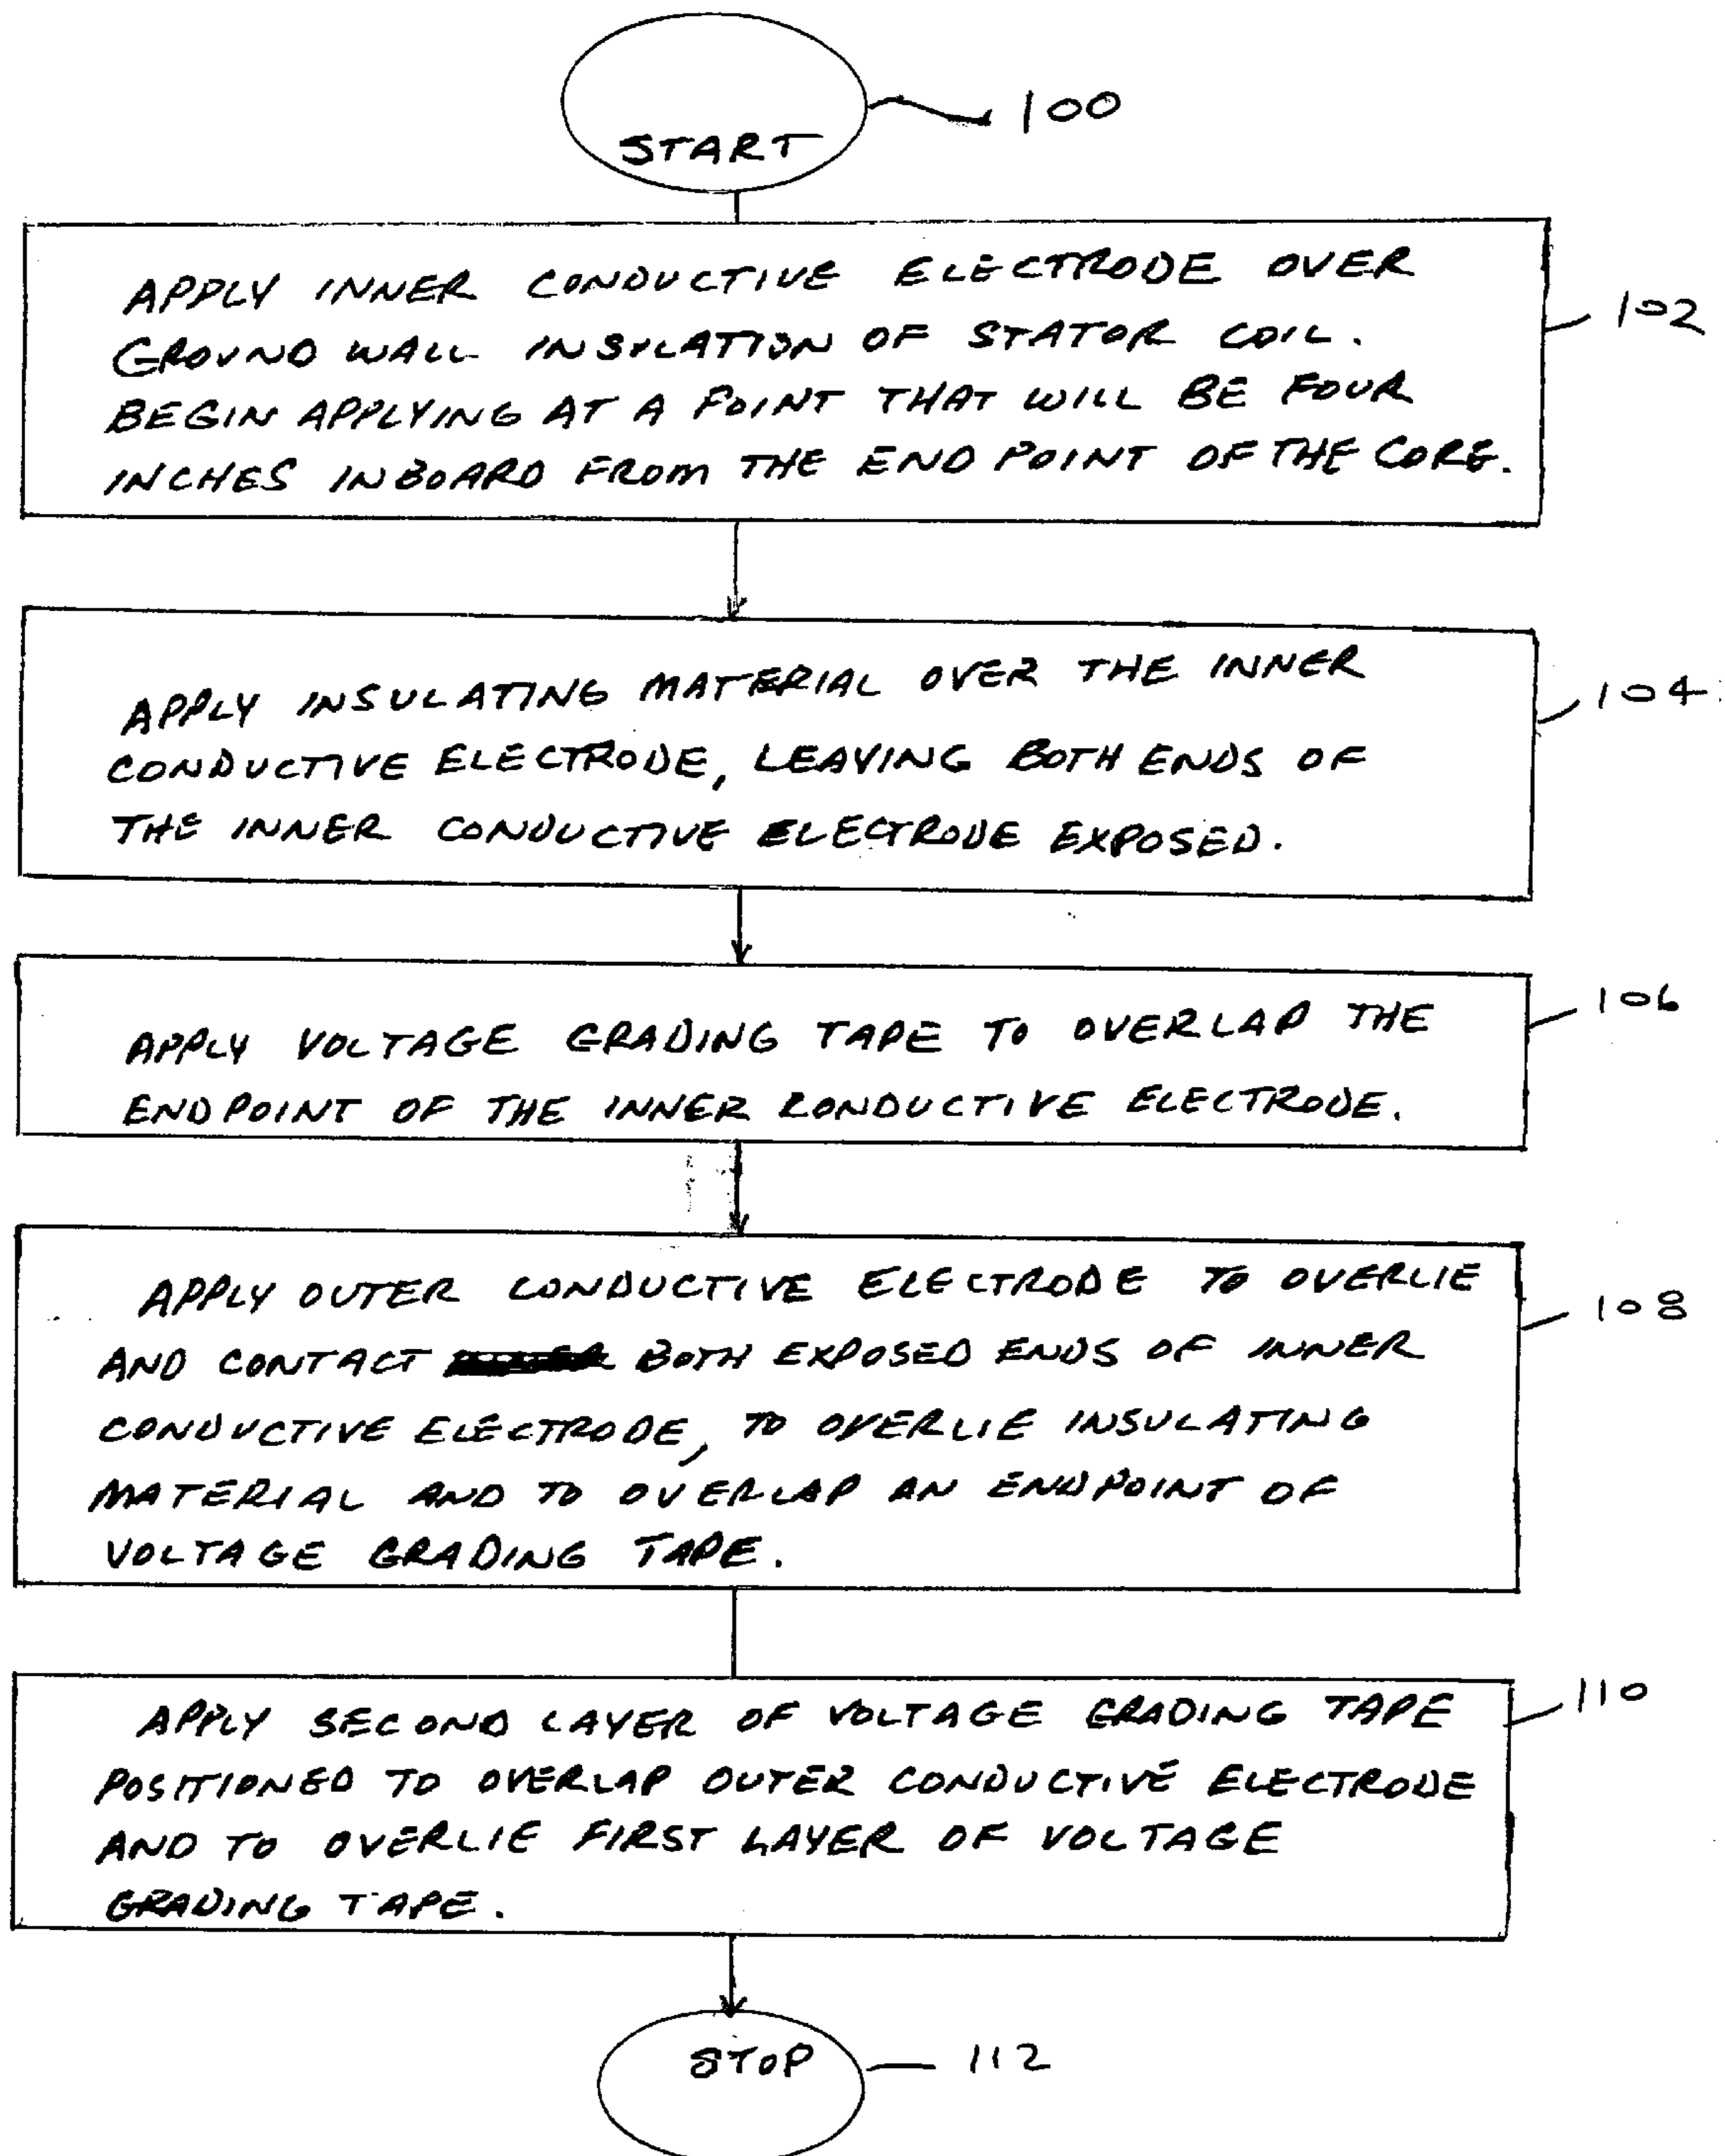 START
100
APPLY INNER CONDUCTIVE ELECTRODE OVER
GROUND WALL INSULATION OF STATOR COIL.
BEGIN APPLYING AT A POINT THAT WILL BE FOUR
INCHES INBOARD FROM THE END POINT OF THE CORE.
102
APPLY INSULATING MATERIAL OVER THE INNER
CONDUCTIVE ELECTRODE, LEAVING BOTH ENDS OF
THE INNER CONDUCTIVE ELECTRODE EXPOSED.
104
APPLY VOLTAGE GRADING TAPE TO OVERLAP THE
ENDPOINT OF THE INNER CONDUCTIVE ELECTRODE.
106
APPLY OUTER CONDUCTIVE ELECTRODE TO OVERLIE
AND CONTACT BOTH EXPOSED ENDS OF INNER
CONDUCTIVE ELECTRODE, TO OVERLIE INSULATING
MATERIAL AND TO OVERLAP AN ENDPOINT OF
VOLTAGE GRADING TAPE.
108
APPLY SECOND LAYER OF VOLTAGE GRADING TAPE
POSITIONED TO OVERLAP OUTER CONDUCTIVE ELECTRODE
AND TO OVERLIE FIRST LAYER OF VOLTAGE
GRADING TAPE.
110
STOP
112